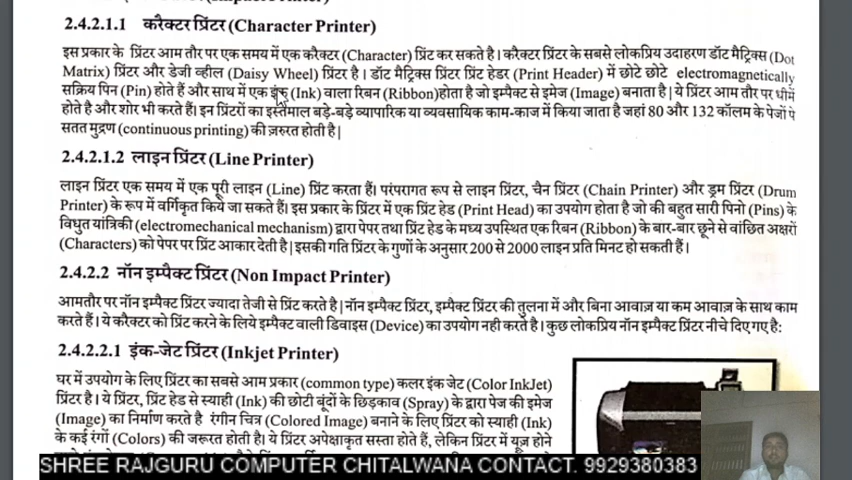 2.4.2.1.1 करैक्टर प्रिंटर (Character Printer)
इस प्रकार के प्रिंटर आम तौर पर एक समय में एक करैक्टर (Character) प्रिंट कर सकते है। करैक्टर प्रिंटर के सबसे लोकप्रिय उदाहरण डॉट मैट्रिक्स (Dot
Matrix) प्रिंटर और डेजी व्हील (Daisy Wheel) प्रिंटर है । डॉट मैट्रिक्स प्रिंटर प्रिंट हेडर (Print Header) में छोटे छोटे electromagnetically
सक्रिय पिन (Pin) होते हैं और साथ में एक इंक (Ink) वाला रिबन (Ribbon)होता है जो इम्पैक्ट से इमेज (Image) बनाता है। ये प्रिंटर आम तौर पर धीमें
होते है और शोर भी करते हैं। इन प्रिंटरों का इस्तेमाल बड़े-बड़े व्यापारिक या व्यवसायिक काम-काज में किया जाता है जहां 80 और 132 कॉलम के पेजों पे
सतत मुद्रण (continuous printing) की ज़रुरत होती है|
2.4.2.1.2 लाइन प्रिंटर (Line Printer)
लाइन प्रिंटर एक समय में एक पूरी लाइन (Line) प्रिंट करता हैं। परंपरागत रूप से लाइन प्रिंटर, चैन प्रिंटर (Chain Printer) और ड्रम प्रिंटर (Drum
Printer) के रूप में वर्गिकृत किये जा सकते हैं। इस प्रकार के प्रिंटर में एक प्रिंट हेड (Print Head) का उपयोग होता है जो की बहुत सारी पिनो (Pins) के
विधुत यांत्रिकी (electromechanical mechanism) द्वारा पेपर तथा प्रिंट हेड के मध्य उपस्थित एक रिबन (Ribbon) के बार-बार छूने से वांछित अक्षरों
(Characters) को पेपर पर प्रिंट आकार देती है| इसकी गति प्रिंटर के गुणों के अनुसार 200 से 2000 लाइन प्रति मिनट हो सकती हैं।
2.4.2.2 नॉन इम्पैक्ट प्रिंटर (Non Impact Printer)
आमतौर पर नॉन इम्पैक्ट प्रिंटर ज्यादा तेजी से प्रिंट करते है| नॉन इम्पैक्ट प्रिंटर, इम्पैक्ट प्रिंटर की तुलना में और बिना आवाज़ या कम आवाज़ के साथ काम
करते हैं। ये करैक्टर को प्रिंट करने के लिये इम्पैक्ट वाली डिवाइस (Device) का उपयोग नही करते है। कुछ लोकप्रिय नॉन इम्पैक्ट प्रिंटर नीचे दिए गए है:
2.4.2.2.1 इंक-जेट प्रिंटर (Inkjet Printer)
घर में उपयोग के लिए प्रिंटर का सबसे आम प्रकार (common type) कलर इंक जेट (Color InkJet)
प्रिंटर है। ये प्रिंटर, प्रिंट हेड से स्याही (Ink) की छोटी बूंदों के छिड़काव (Spray) के द्वारा पेज की इमेज
(Image) का निर्माण करते है रंगीन चित्र (Colored Image) बनाने के लिए प्रिंटर को स्याही (Ink)
के कई रंगों (Colors) की जरूरत होती है। ये प्रिंटर अपेक्षाकृत सस्ता होते हैं, लेकिन प्रिंटर में यूज़ होने
SHREE RAJGURU COMPUTER CHITALWANA CONTACT. 9929380383